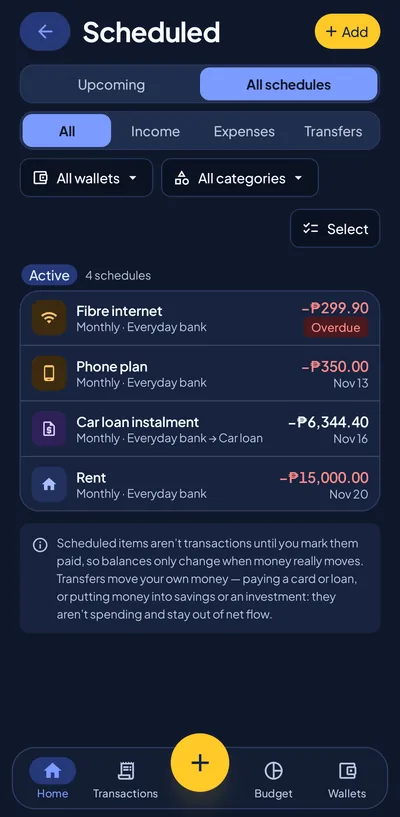 Scheduled
+ Add
Upcoming
All schedules
All
Income
Expenses
Transfers
All wallets
All categories
Select
Active
4 schedules
Fibre internet
−₱299.90
Monthly · Everyday bank
Overdue
Phone plan
−₱350.00
Monthly · Everyday bank
Nov 13
Car loan instalment
−₱6,344.40
Monthly · Everyday bank → Car loan
Nov 16
Rent
−₱15,000.00
Monthly · Everyday bank
Nov 20
Scheduled items aren't transactions until you mark them
paid, so balances only change when money really moves.
Transfers move your own money — paying a card or loan,
or putting money into savings or an investment: they
aren't spending and stay out of net flow.
Home
Transactions
Budget
Wallets